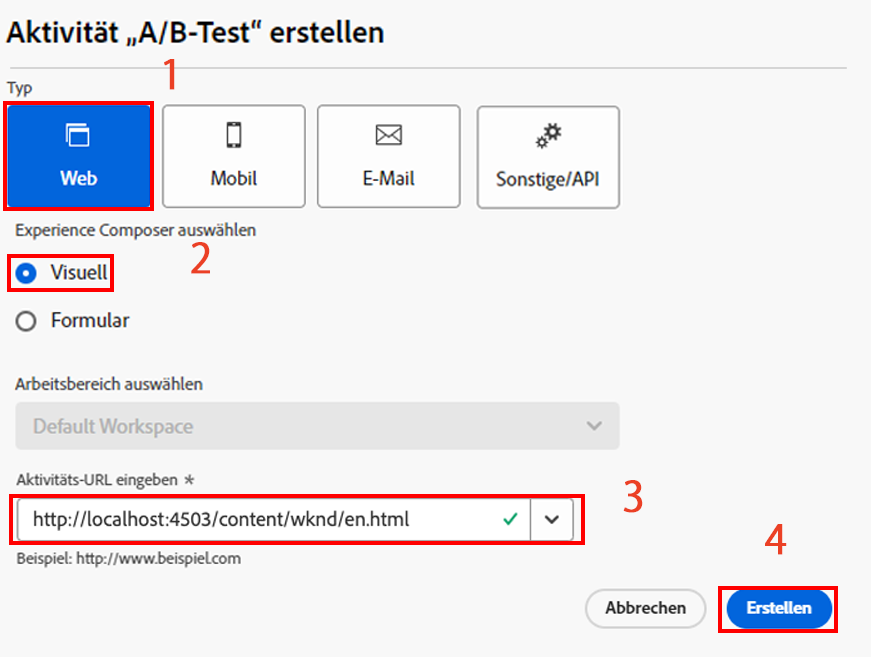 Aktivität „A/B-Test“ erstellen
1
Typ
Web Mobil E-Mail Sonstige/API
Experience Composer auswählen
2
Visuell
Formular
Arbeitsbereich auswählen
Default Workspace
Aktivitäts-URL eingeben *
3
http://localhost:4503/content/wknd/en.html
Beispiel: http://www.beispiel.com
4
Abbrechen Erstellen